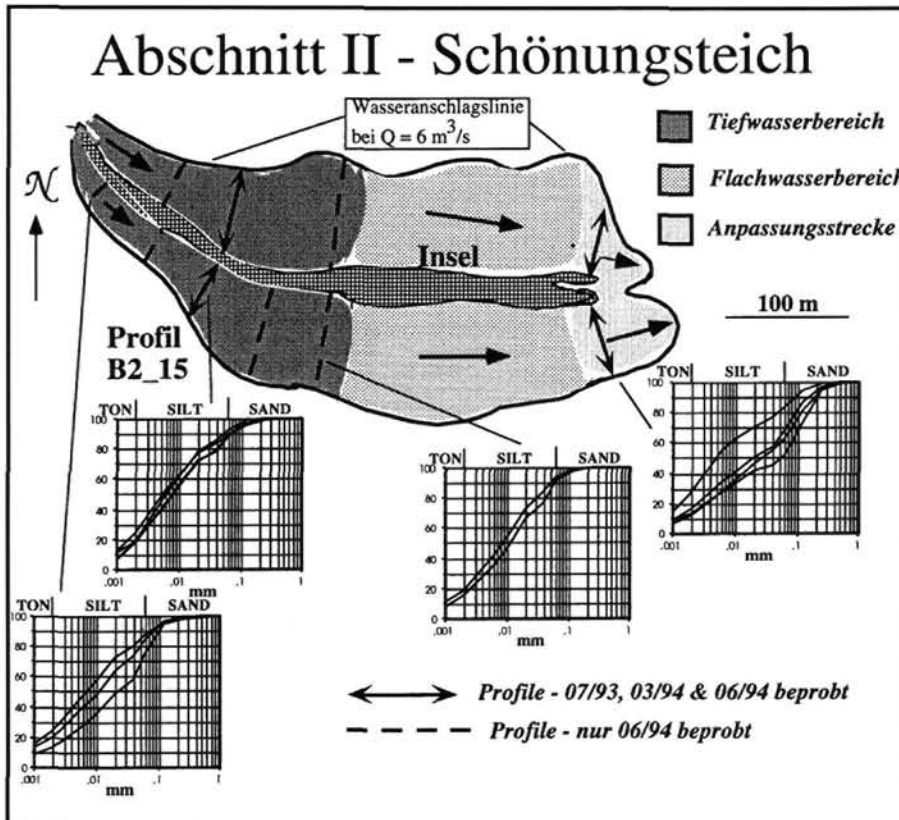 Abschnitt II - Schönungsteich
Wasseranschlagslinie
bei Q = 6 m³/s
Tiefwasserbereich
Flachwasserbereich
Anpassungsstrecke
N
Insel
100 m
Profil
B2_15
TON SILT SAND
100
80
60
40
20
0
.001 .01 .1 1
mm
TON SILT SAND
100
80
60
40
20
0
.001 .01 .1 1
mm
TON SILT SAND
100
80
60
40
20
0
.001 .01 .1 1
mm
TON SILT SAND
100
80
60
40
20
0
.001 .01 .1 1
mm
Profile - 07/93, 03/94 & 06/94 beprobt
Profile - nur 06/94 beprobt